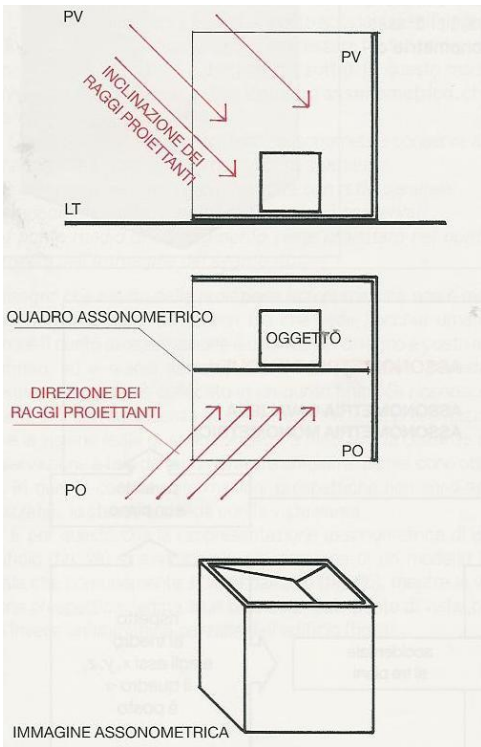 PV
PV
INCLINAZIONE DEI
RAGGI PROIETTANTI
LT
QUADRO ASSONOMETRICO
OGGETTO
DIREZIONE DEI
RAGGI PROIETTANTI
PO
PO
IMMAGINE ASSONOMETRICA